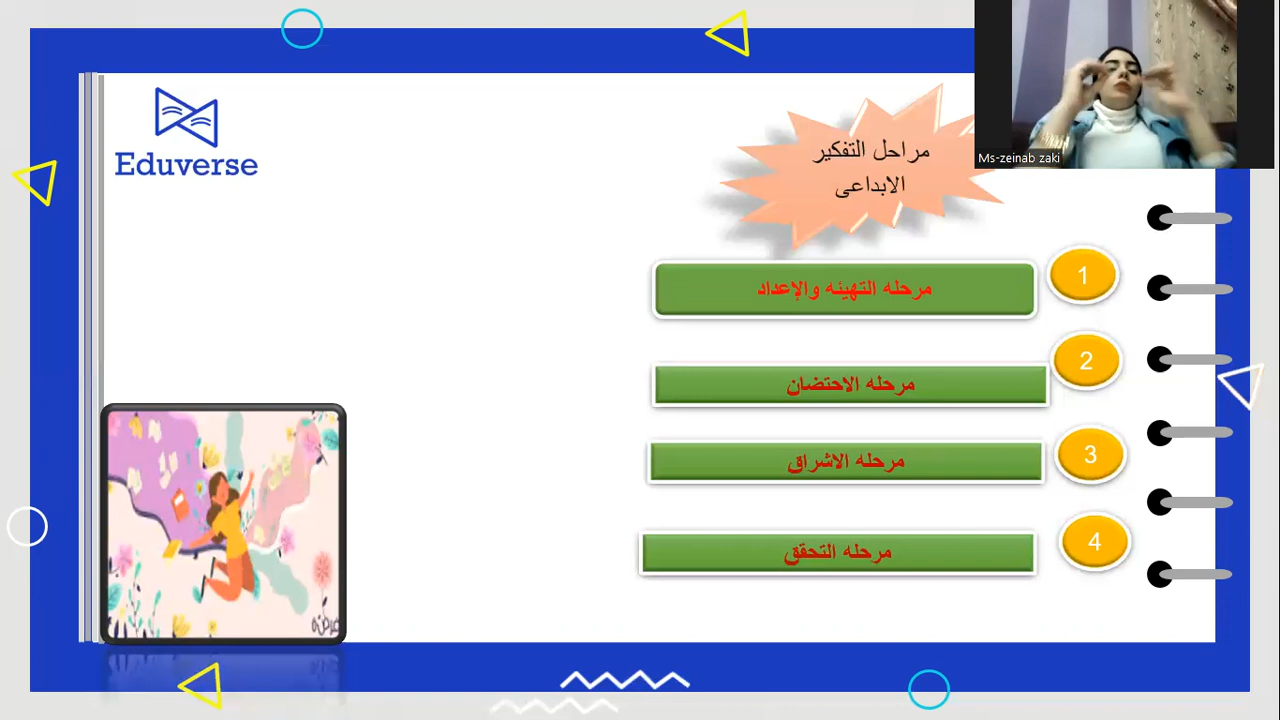 Eduverse
Ms-zeinab zaki
مراحل التفكير
الابداعى
1
مرحله التهيئه والإعداد
2
مرحله الاحتضان
3
مرحله الاشراق
4
مرحله التحقق